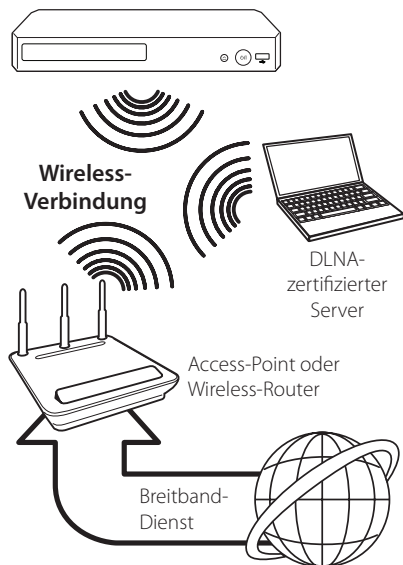 Wireless-
Verbindung
DLNA-
zertifizierter
Server
Access-Point oder
Wireless-Router
Breitband-
Dienst